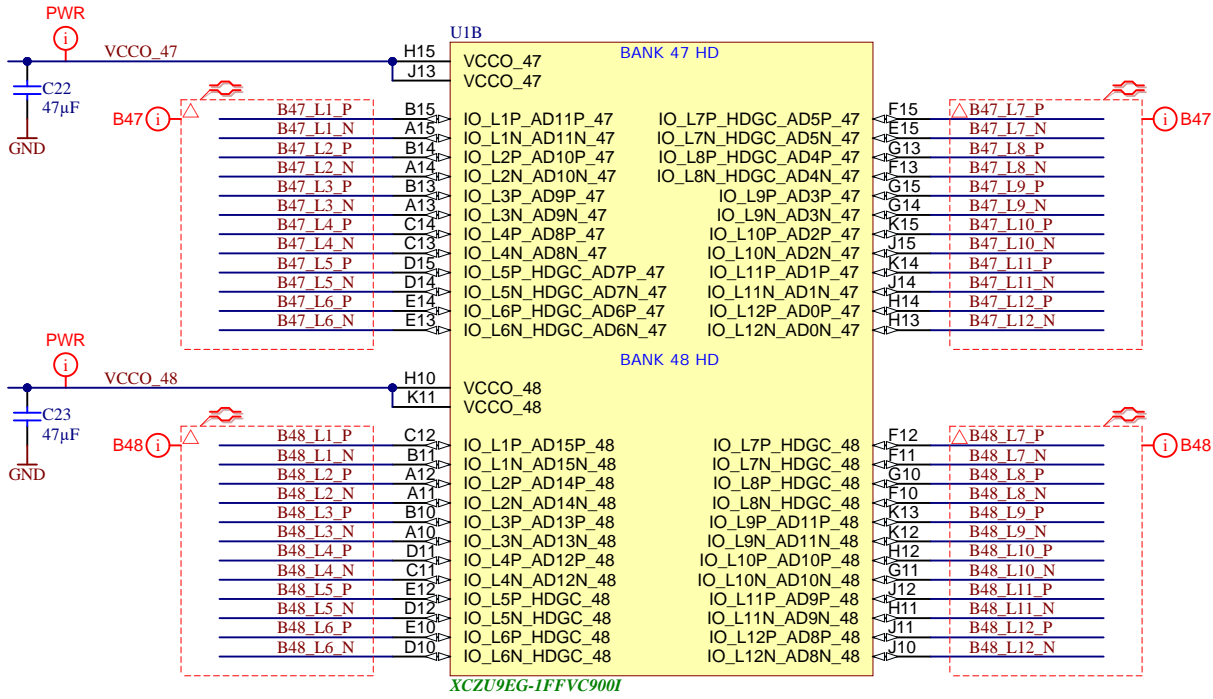 PWR
i
VCCO_47
C22
47µF
GND
U1B
BANK 47 HD
H15 VCCO_47
J13 VCCO_47
B47 i
B47_L1_P B15 IO_L1P_AD11P_47
B47_L1_N A15 IO_L1N_AD11N_47
B47_L2_P B14 IO_L2P_AD10P_47
B47_L2_N A14 IO_L2N_AD10N_47
B47_L3_P B13 IO_L3P_AD9P_47
B47_L3_N A13 IO_L3N_AD9N_47
B47_L4_P C14 IO_L4P_AD8P_47
B47_L4_N C13 IO_L4N_AD8N_47
B47_L5_P D15 IO_L5P_HDGC_AD7P_47
B47_L5_N D14 IO_L5N_HDGC_AD7N_47
B47_L6_P E14 IO_L6P_HDGC_AD6P_47
B47_L6_N E13 IO_L6N_HDGC_AD6N_47
IO_L7P_HDGC_AD5P_47 F15 B47_L7_P
IO_L7N_HDGC_AD5N_47 E15 B47_L7_N
IO_L8P_HDGC_AD4P_47 G13 B47_L8_P
IO_L8N_HDGC_AD4N_47 F13 B47_L8_N
IO_L9P_AD3P_47 G15 B47_L9_P
IO_L9N_AD3N_47 G14 B47_L9_N
IO_L10P_AD2P_47 K15 B47_L10_P
IO_L10N_AD2N_47 J15 B47_L10_N
IO_L11P_AD1P_47 K14 B47_L11_P
IO_L11N_AD1N_47 J14 B47_L11_N
IO_L12P_AD0P_47 H14 B47_L12_P
IO_L12N_AD0N_47 H13 B47_L12_N
i B47
PWR
i
VCCO_48
C23
47µF
GND
BANK 48 HD
H10 VCCO_48
K11 VCCO_48
B48 i
B48_L1_P C12 IO_L1P_AD15P_48
B48_L1_N B11 IO_L1N_AD15N_48
B48_L2_P A12 IO_L2P_AD14P_48
B48_L2_N A11 IO_L2N_AD14N_48
B48_L3_P B10 IO_L3P_AD13P_48
B48_L3_N A10 IO_L3N_AD13N_48
B48_L4_P D11 IO_L4P_AD12P_48
B48_L4_N C11 IO_L4N_AD12N_48
B48_L5_P E12 IO_L5P_HDGC_48
B48_L5_N D12 IO_L5N_HDGC_48
B48_L6_P E10 IO_L6P_HDGC_48
B48_L6_N D10 IO_L6N_HDGC_48
IO_L7P_HDGC_48 F12 B48_L7_P
IO_L7N_HDGC_48 F11 B48_L7_N
IO_L8P_HDGC_48 G10 B48_L8_P
IO_L8N_HDGC_48 F10 B48_L8_N
IO_L9P_AD11P_48 K13 B48_L9_P
IO_L9N_AD11N_48 K12 B48_L9_N
IO_L10P_AD10P_48 H12 B48_L10_P
IO_L10N_AD10N_48 G11 B48_L10_N
IO_L11P_AD9P_48 J12 B48_L11_P
IO_L11N_AD9N_48 H11 B48_L11_N
IO_L12P_AD8P_48 J11 B48_L12_P
IO_L12N_AD8N_48 J10 B48_L12_N
i B48
XCZU9EG-1FFVC900I